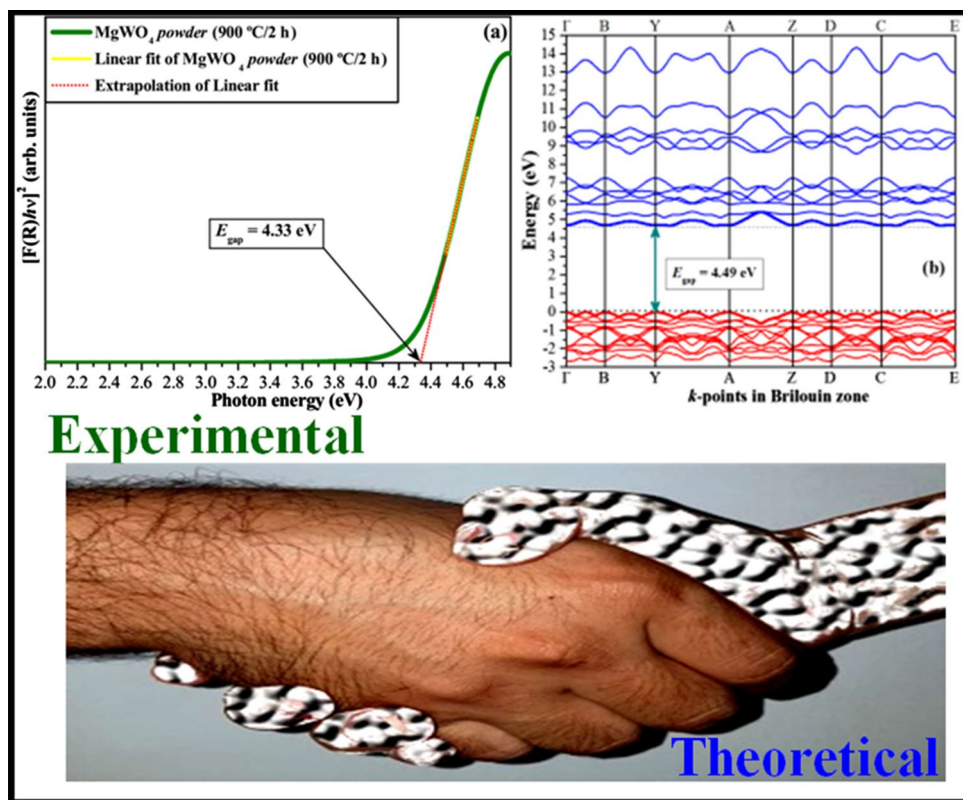 MgWO4 powder (900 ºC/2 h)
Linear fit of MgWO4 powder (900 ºC/2 h)
Extrapolation of Linear fit
(a)
[F(R)hν]² (arb. units)
Egap = 4.33 eV
2.0 2.2 2.4 2.6 2.8 3.0 3.2 3.4 3.6 3.8 4.0 4.2 4.4 4.6 4.8
Photon energy (eV)
Γ B Y A Z D C E
15
14
13
11
10
9
7
6
5
4
3
2
1
0
-1
-2
-3
Energy (eV)
Egap = 4.49 eV
(b)
Γ B Y A Z D C E
k-points in Brilouin zone
Experimental
Theoretical